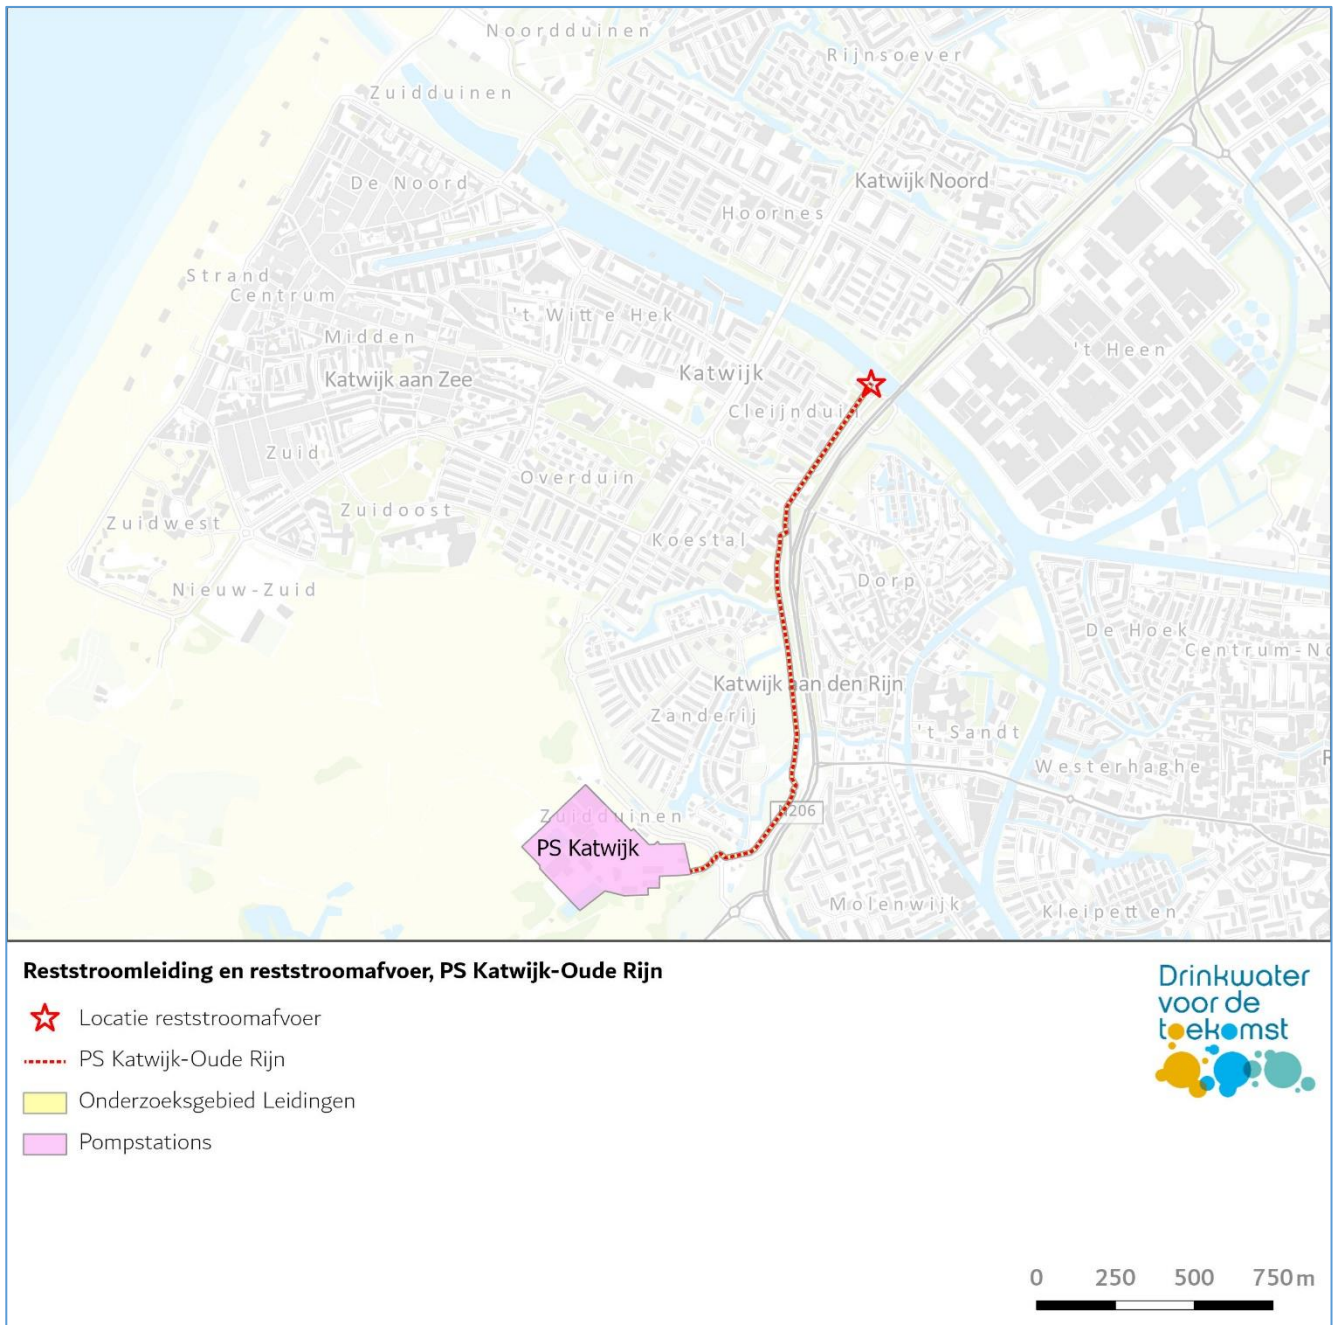 Noordduinen
Rijnsoever
Zuidduinen
De Noord
Katwijk Noord
Hoornes
Strand
Centrum
't Witte Hek
Midden
't Heen
Katwijk aan Zee
Katwijk
Cleijnduin
Zuid
Overduin
Zuidoost
Zuidwest
Koestal
Nieuw-Zuid
Dorp
De Hoek
Centrum-No
Katwijk aan den Rijn
Zanderij
't Sandt
Westerhaghe
R
Zuidduinen
N206
PS Katwijk
Molenwijk
Kleipetten
Reststroomleiding en reststroomafvoer, PS Katwijk-Oude Rijn
Locatie reststroomafvoer
PS Katwijk-Oude Rijn
Onderzoeksgebied Leidingen
Pompstations
Drinkwater
voor de
toekomst
0 250 500 750 m